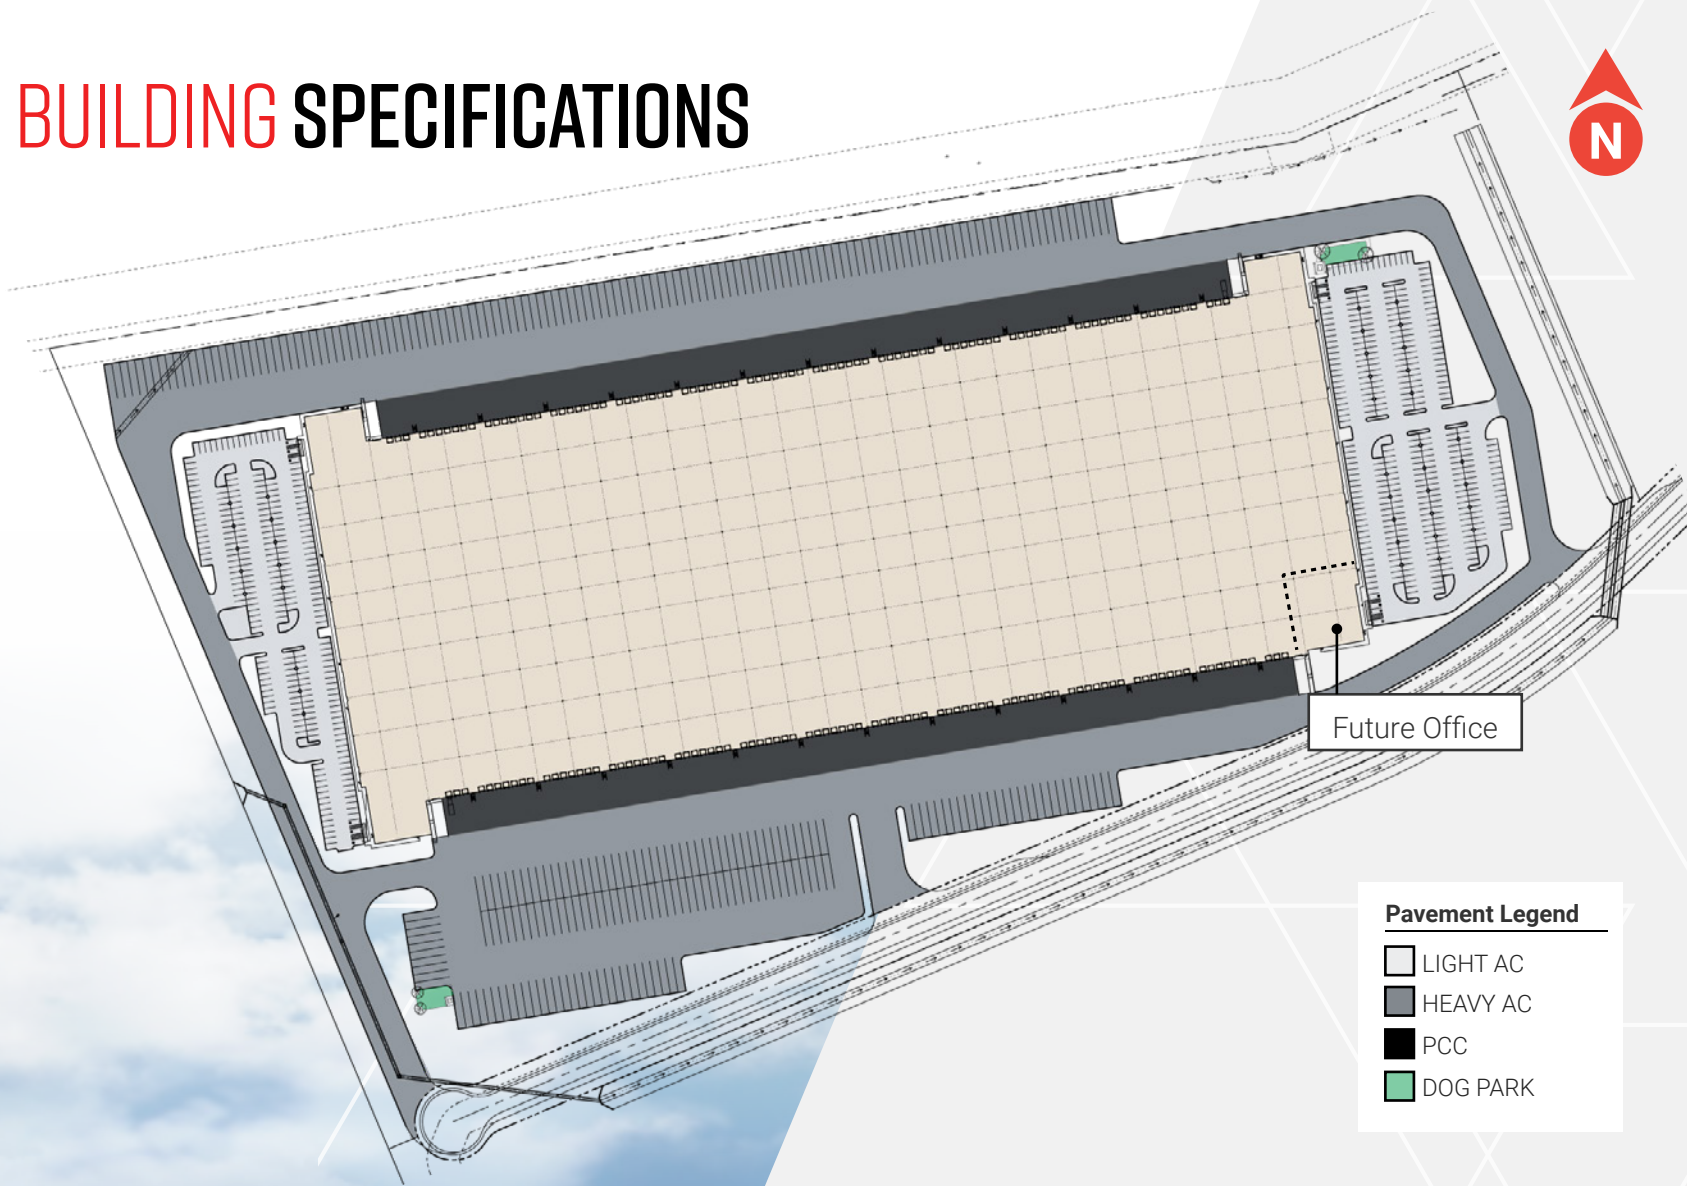 BUILDING SPECIFICATIONS
N
Future Office
Pavement Legend
LIGHT AC
HEAVY AC
PCC
DOG PARK